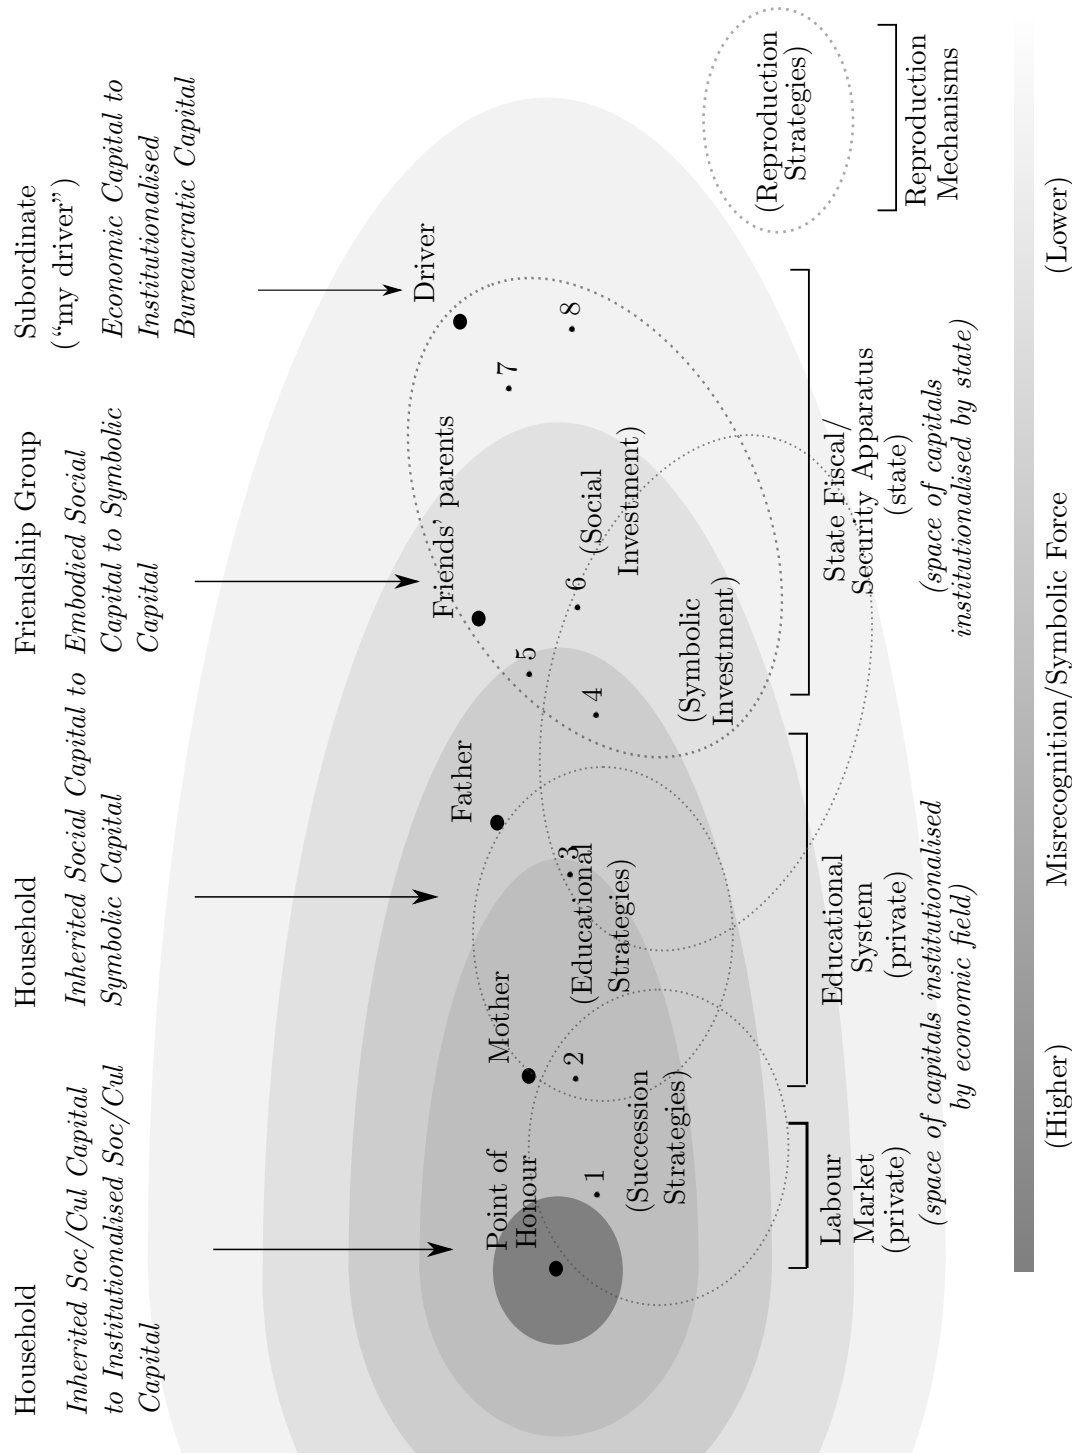 Household
Inherited Soc/Cul Capital
to Institutionalised Soc/Cul
Capital
Household
Inherited Social Capital to
Symbolic Capital
Friendship Group
Embodied Social
Capital to Symbolic
Capital
Subordinate
(“my driver”)
Economic Capital to
Institutionalised
Bureaucratic Capital
Point of
Honour
Mother
Father
Friends’ parents
Driver
1
2
3
4
5
6
7
8
(Succession
Strategies)
(Educational
Strategies)
(Symbolic
Investment)
(Social
Investment)
(Reproduction
Strategies)
Labour
Market
(private)
Educational
System
(private)
(space of capitals institutionalised
by economic field)
State Fiscal/
Security Apparatus
(state)
(space of capitals
institutionalised by state)
Reproduction
Mechanisms
(Higher)
Misrecognition/Symbolic Force
(Lower)